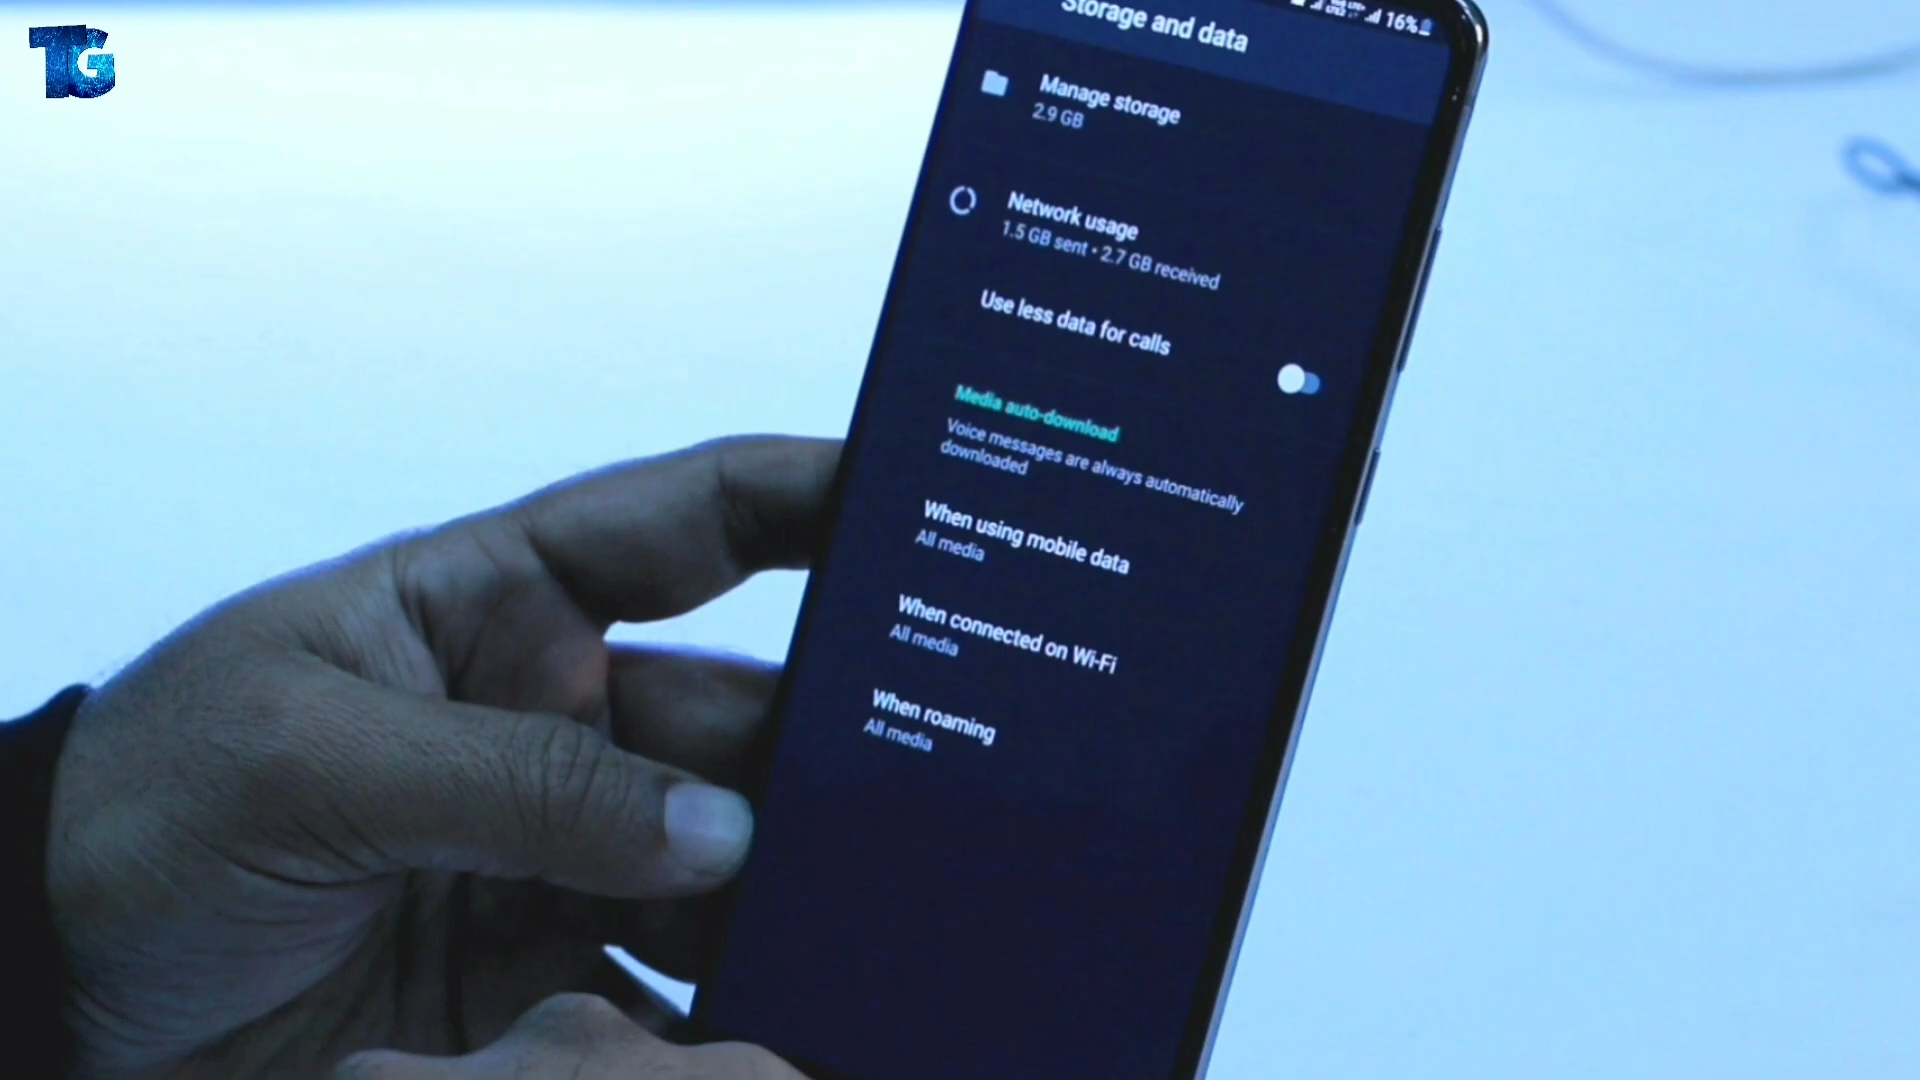 TG
16%
Storage and data
Manage storage
2.9 GB
Network usage
1.5 GB sent • 2.7 GB received
Use less data for calls
Media auto-download
Voice messages are always automatically
downloaded
When using mobile data
All media
When connected on Wi-Fi
All media
When roaming
All media